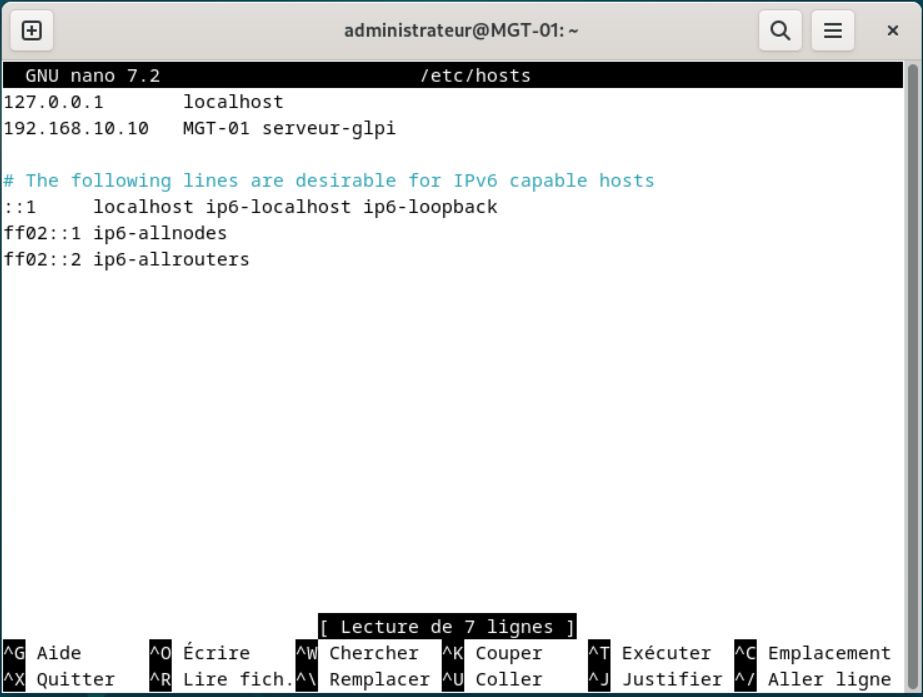 administrateur@MGT-01: ~
GNU nano 7.2 /etc/hosts
127.0.0.1 localhost
192.168.10.10 MGT-01 serveur-glpi
# The following lines are desirable for IPv6 capable hosts
::1 localhost ip6-localhost ip6-loopback
ff02::1 ip6-allnodes
ff02::2 ip6-allrouters
[ Lecture de 7 lignes ]
^G Aide ^O Écrire ^W Chercher ^K Couper ^T Exécuter ^C Emplacement
^X Quitter ^R Lire fich. ^\ Remplacer ^U Coller ^J Justifier ^/ Aller ligne